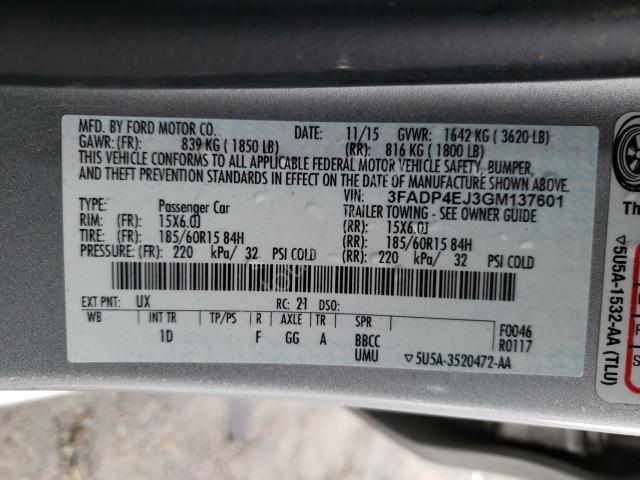 MFD. BY FORD MOTOR CO. DATE: 11/15 GVWR: 1642 KG ( 3620 LB)
GAWR: (FR): 839 KG ( 1850 LB) (RR): 816 KG ( 1800 LB)
THIS VEHICLE CONFORMS TO ALL APPLICABLE FEDERAL MOTOR VEHICLE SAFETY, BUMPER,
AND THEFT PREVENTION STANDARDS IN EFFECT ON THE DATE OF MANUFACTURE SHOWN ABOVE.
VIN: 3FADP4EJ3GM137601
TYPE: Passenger Car TRAILER TOWING - SEE OWNER GUIDE
RIM: (FR): 15X6.0J (RR): 15X6.0J
TIRE: (FR): 185/60R15 84H (RR): 185/60R15 84H
PRESSURE: (FR): 220 kPa/ 32 PSI COLD (RR): 220 kPa/ 32 PSI COLD
EXT PNT: UX RC: 21 DSO:
WB INT TR TP/PS R AXLE TR SPR F0046
1D F GG A BBCC R0117
UMU ▽5U5A-3520472-AA
Th
▽5U5A-1532-AA (TLU)
S